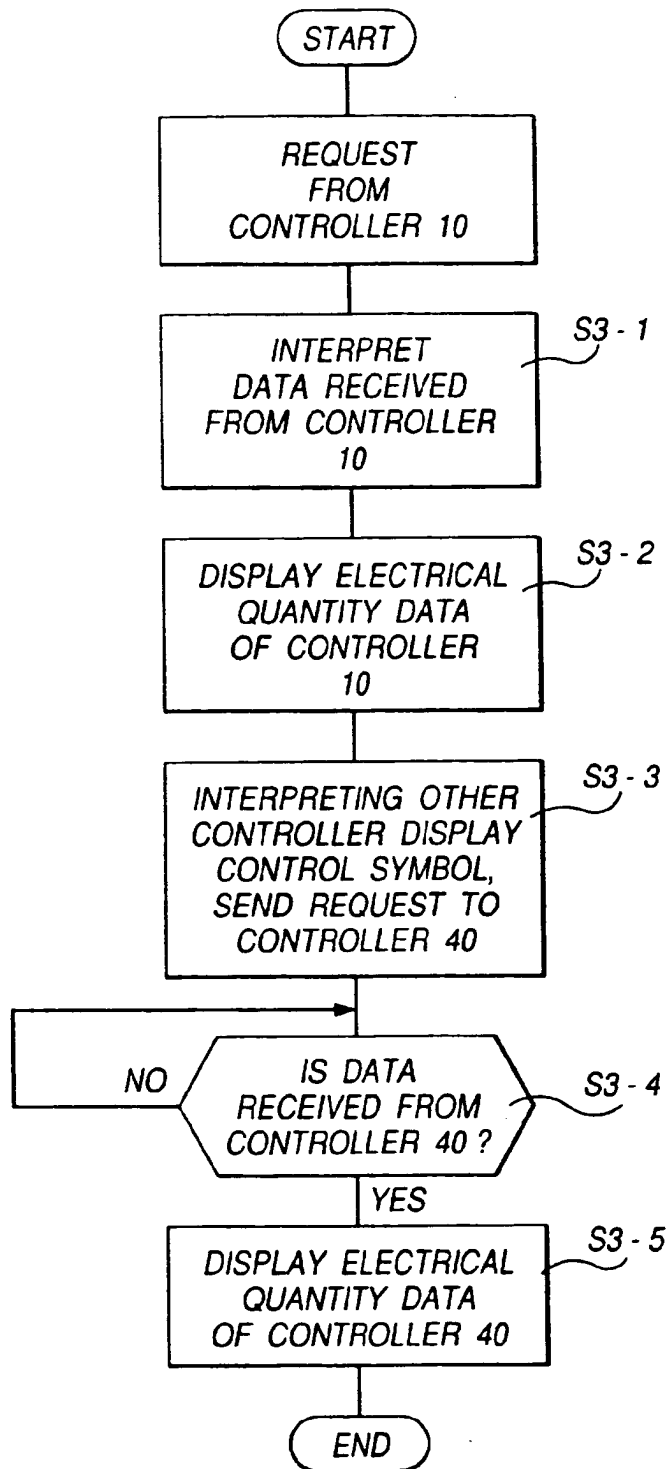 START
REQUEST
FROM
CONTROLLER 10
S3-1
INTERPRET
DATA RECEIVED
FROM CONTROLLER
10
S3-2
DISPLAY ELECTRICAL
QUANTITY DATA
OF CONTROLLER
10
S3-3
INTERPRETING OTHER
CONTROLLER DISPLAY
CONTROL SYMBOL,
SEND REQUEST TO
CONTROLLER 40
NO
IS DATA
RECEIVED FROM
CONTROLLER 40 ?
S3-4
YES
S3-5
DISPLAY ELECTRICAL
QUANTITY DATA
OF CONTROLLER 40
END